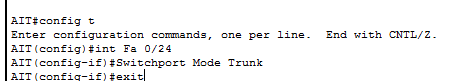 AIT#config t
Enter configuration commands, one per line.  End with CNTL/Z.
AIT(config)#int Fa 0/24
AIT(config-if)#Switchport Mode Trunk
AIT(config-if)#exit